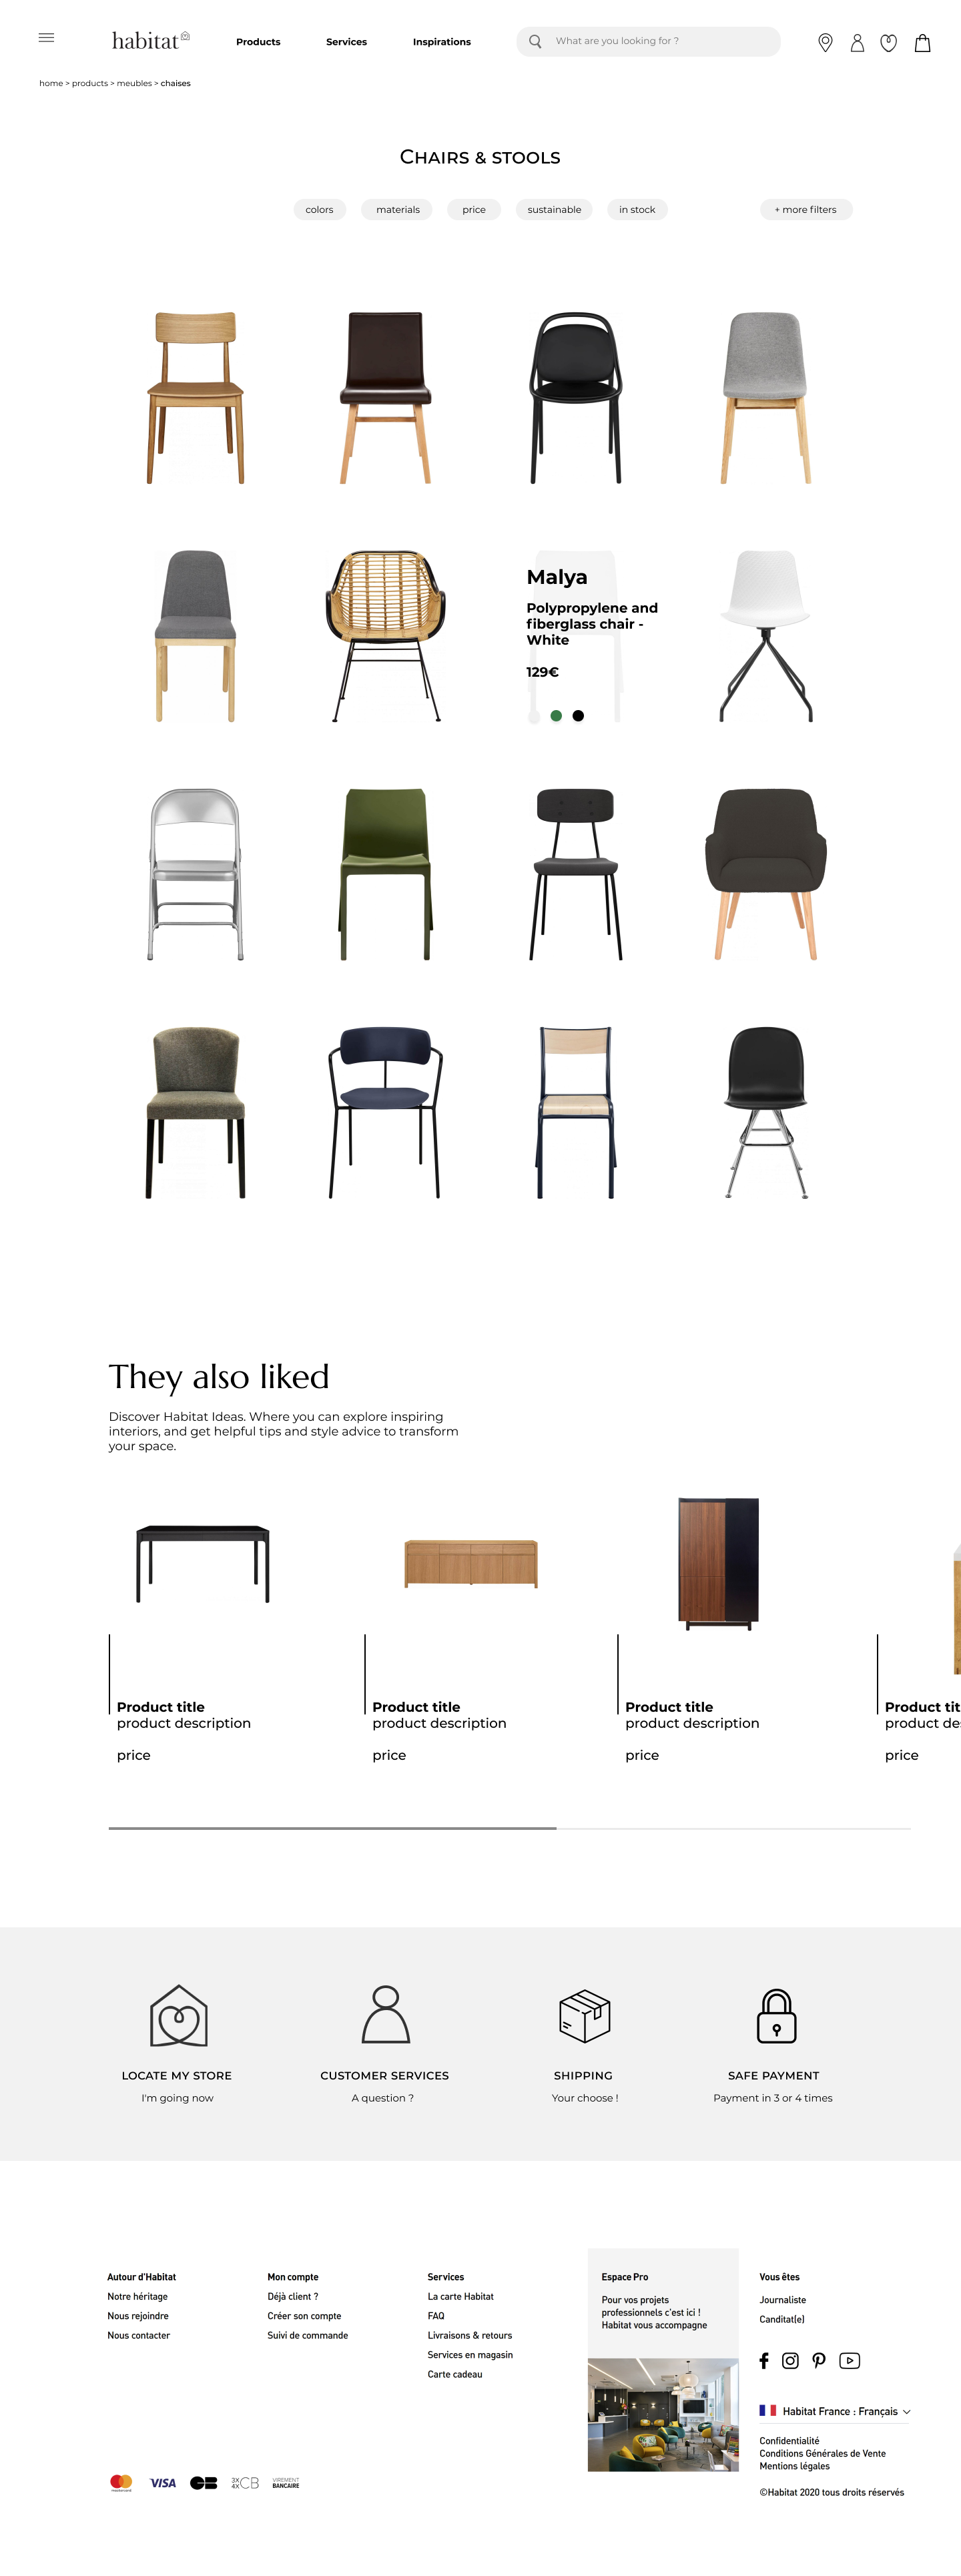 habitat
Products
Services
Inspirations
What are you looking for ?
home > products > meubles > chaises
Chairs & stools
colors
materials
price
sustainable
in stock
+ more filters
Malya
Polypropylene and
fiberglass chair -
White
129€
They also liked
Discover Habitat Ideas. Where you can explore inspiring
interiors, and get helpful tips and style advice to transform
your space.
Product title
product description
price
Product title
product description
price
Product title
product description
price
Product tit
product de
price
LOCATE MY STORE
I'm going now
CUSTOMER SERVICES
A question ?
SHIPPING
Your choose !
SAFE PAYMENT
Payment in 3 or 4 times
Autour d'Habitat
Notre héritage
Nous rejoindre
Nous contacter
Mon compte
Déjà client ?
Créer son compte
Suivi de commande
Services
La carte Habitat
FAQ
Livraisons & retours
Services en magasin
Carte cadeau
Espace Pro
Pour vos projets
professionnels c'est ici !
Habitat vous accompagne
Vous êtes
Journaliste
Canditat(e)
Habitat France : Français
Confidentialité
Conditions Générales de Vente
Mentions légales
©Habitat 2020 tous droits réservés
mastercard
VISA
CB
3X
4X CB
VIREMENT
BANCAIRE